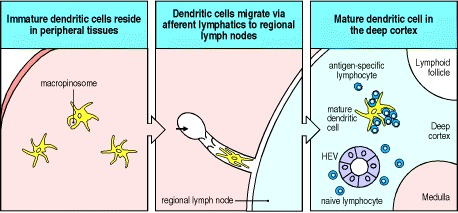 Immature dendritic cells reside
in peripheral tissues
macropinosome
Dendritic cells migrate via
afferent lymphatics to regional
lymph nodes
regional lymph node
Mature dendritic cell in
the deep cortex
antigen-specific
lymphocyte
Lymphoid
follicle
mature
dendritic
cell
Deep
cortex
HEV
naive lymphocyte
Medulla